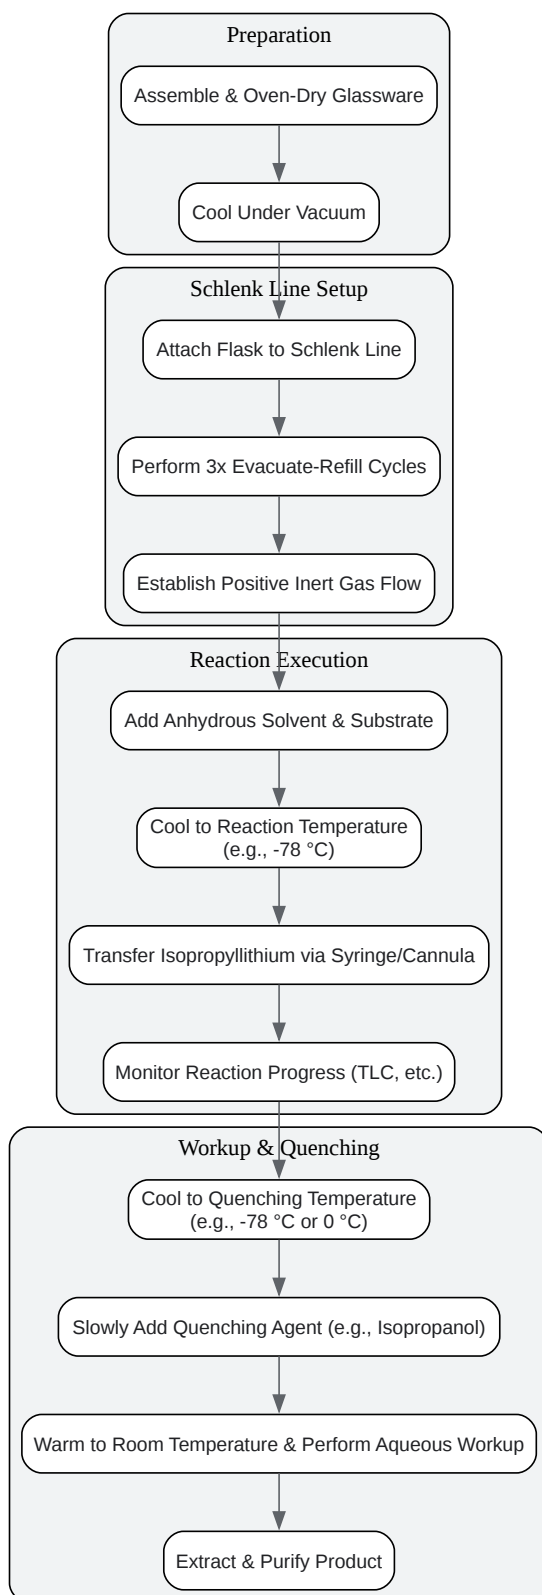 Preparation
Assemble & Oven-Dry Glassware
Cool Under Vacuum
Schlenk Line Setup
Attach Flask to Schlenk Line
Perform 3x Evacuate-Refill Cycles
Establish Positive Inert Gas Flow
Reaction Execution
Add Anhydrous Solvent & Substrate
Cool to Reaction Temperature
(e.g., -78 °C)
Transfer Isopropyllithium via Syringe/Cannula
Monitor Reaction Progress (TLC, etc.)
Workup & Quenching
Cool to Quenching Temperature
(e.g., -78 °C or 0 °C)
Slowly Add Quenching Agent (e.g., Isopropanol)
Warm to Room Temperature & Perform Aqueous Workup
Extract & Purify Product